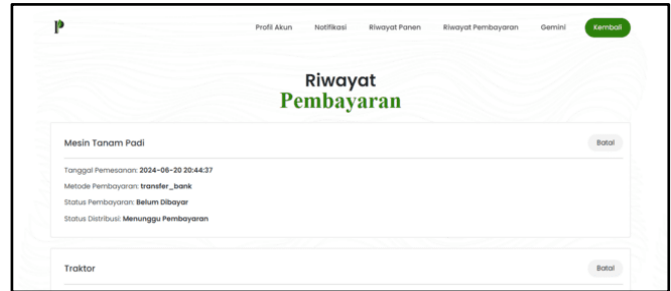 Profil Akun Notifikasi Riwayat Panen Riwayat Pembayaran Gemini Kembali
Riwayat
Pembayaran
Mesin Tanam Padi Batal
Tanggal Pemesanan: 2024-06-20 20:44:37
Metode Pembayaran: transfer_bank
Status Pembayaran: Belum Dibayar
Status Distribusi: Menunggu Pembayaran
Traktor Batal